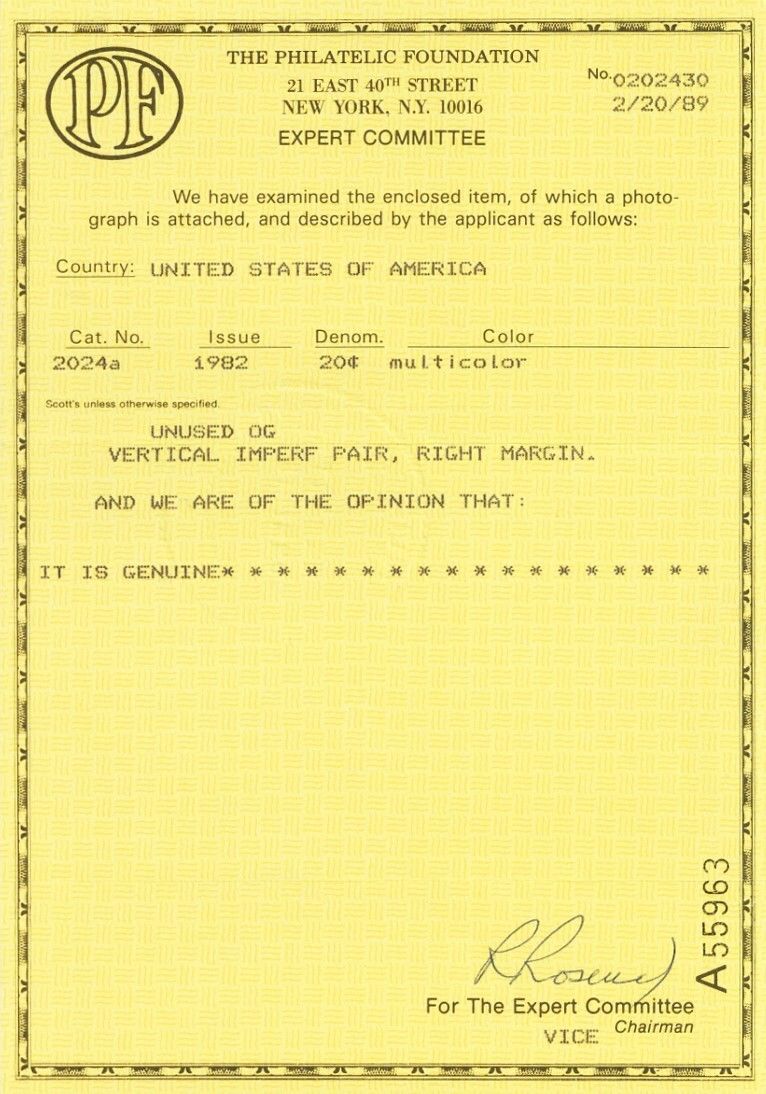 PF
THE PHILATELIC FOUNDATION
21 EAST 40TH STREET
NEW YORK, N.Y. 10016
EXPERT COMMITTEE
No. 0202430
2/20/89
We have examined the enclosed item, of which a photo-
graph is attached, and described by the applicant as follows:
Country: UNITED STATES OF AMERICA
Cat. No. Issue Denom. Color
2024a 1982 20¢ multicolor
Scott's unless otherwise specified.
UNUSED OG
VERTICAL IMPERF PAIR, RIGHT MARGIN.
AND WE ARE OF THE OPINION THAT:
IT IS GENUINE* * * * * * * * * * * * * * * * * *
A55963
For The Expert Committee
Chairman
VICE